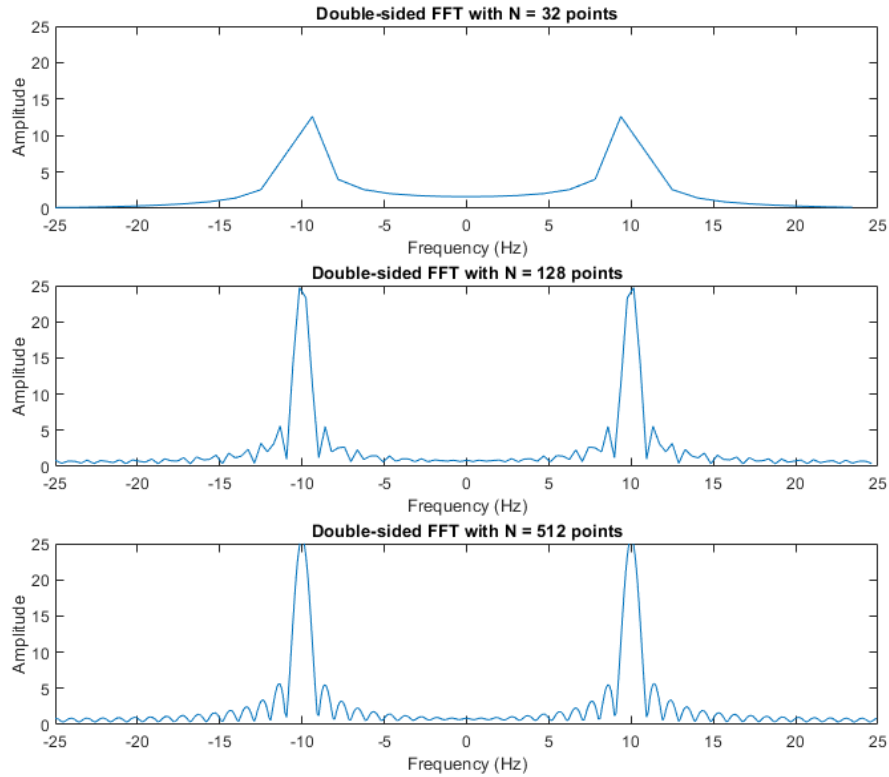 Double-sided FFT with N = 32 points
25
20
15
10
5
0
Amplitude
-25 -20 -15 -10 -5 0 5 10 15 20 25
Frequency (Hz)
Double-sided FFT with N = 128 points
25
20
15
10
5
0
Amplitude
-25 -20 -15 -10 -5 0 5 10 15 20 25
Frequency (Hz)
Double-sided FFT with N = 512 points
25
20
15
10
5
0
Amplitude
-25 -20 -15 -10 -5 0 5 10 15 20 25
Frequency (Hz)